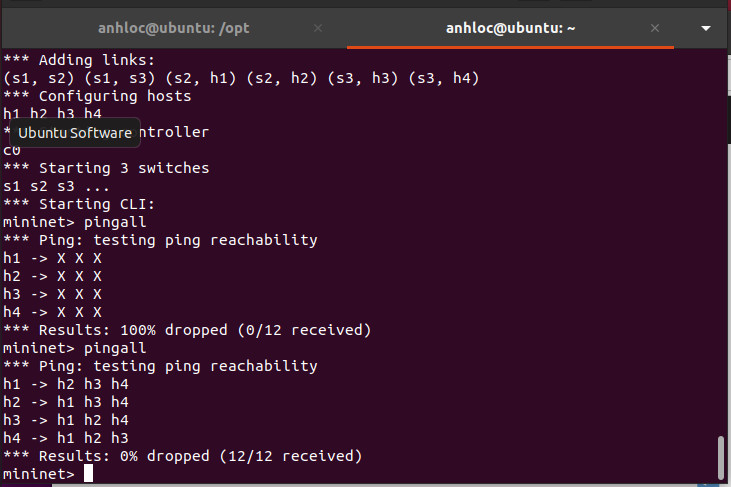 anhloc@ubuntu: /opt
anhloc@ubuntu: ~
*** Adding links:
(s1, s2) (s1, s3) (s2, h1) (s2, h2) (s3, h3) (s3, h4)
*** Configuring hosts
h1 h2 h3 h4
* Ubuntu Software ntroller
c0
*** Starting 3 switches
s1 s2 s3 ...
*** Starting CLI:
mininet> pingall
*** Ping: testing ping reachability
h1 -> X X X
h2 -> X X X
h3 -> X X X
h4 -> X X X
*** Results: 100% dropped (0/12 received)
mininet> pingall
*** Ping: testing ping reachability
h1 -> h2 h3 h4
h2 -> h1 h3 h4
h3 -> h1 h2 h4
h4 -> h1 h2 h3
*** Results: 0% dropped (12/12 received)
mininet>